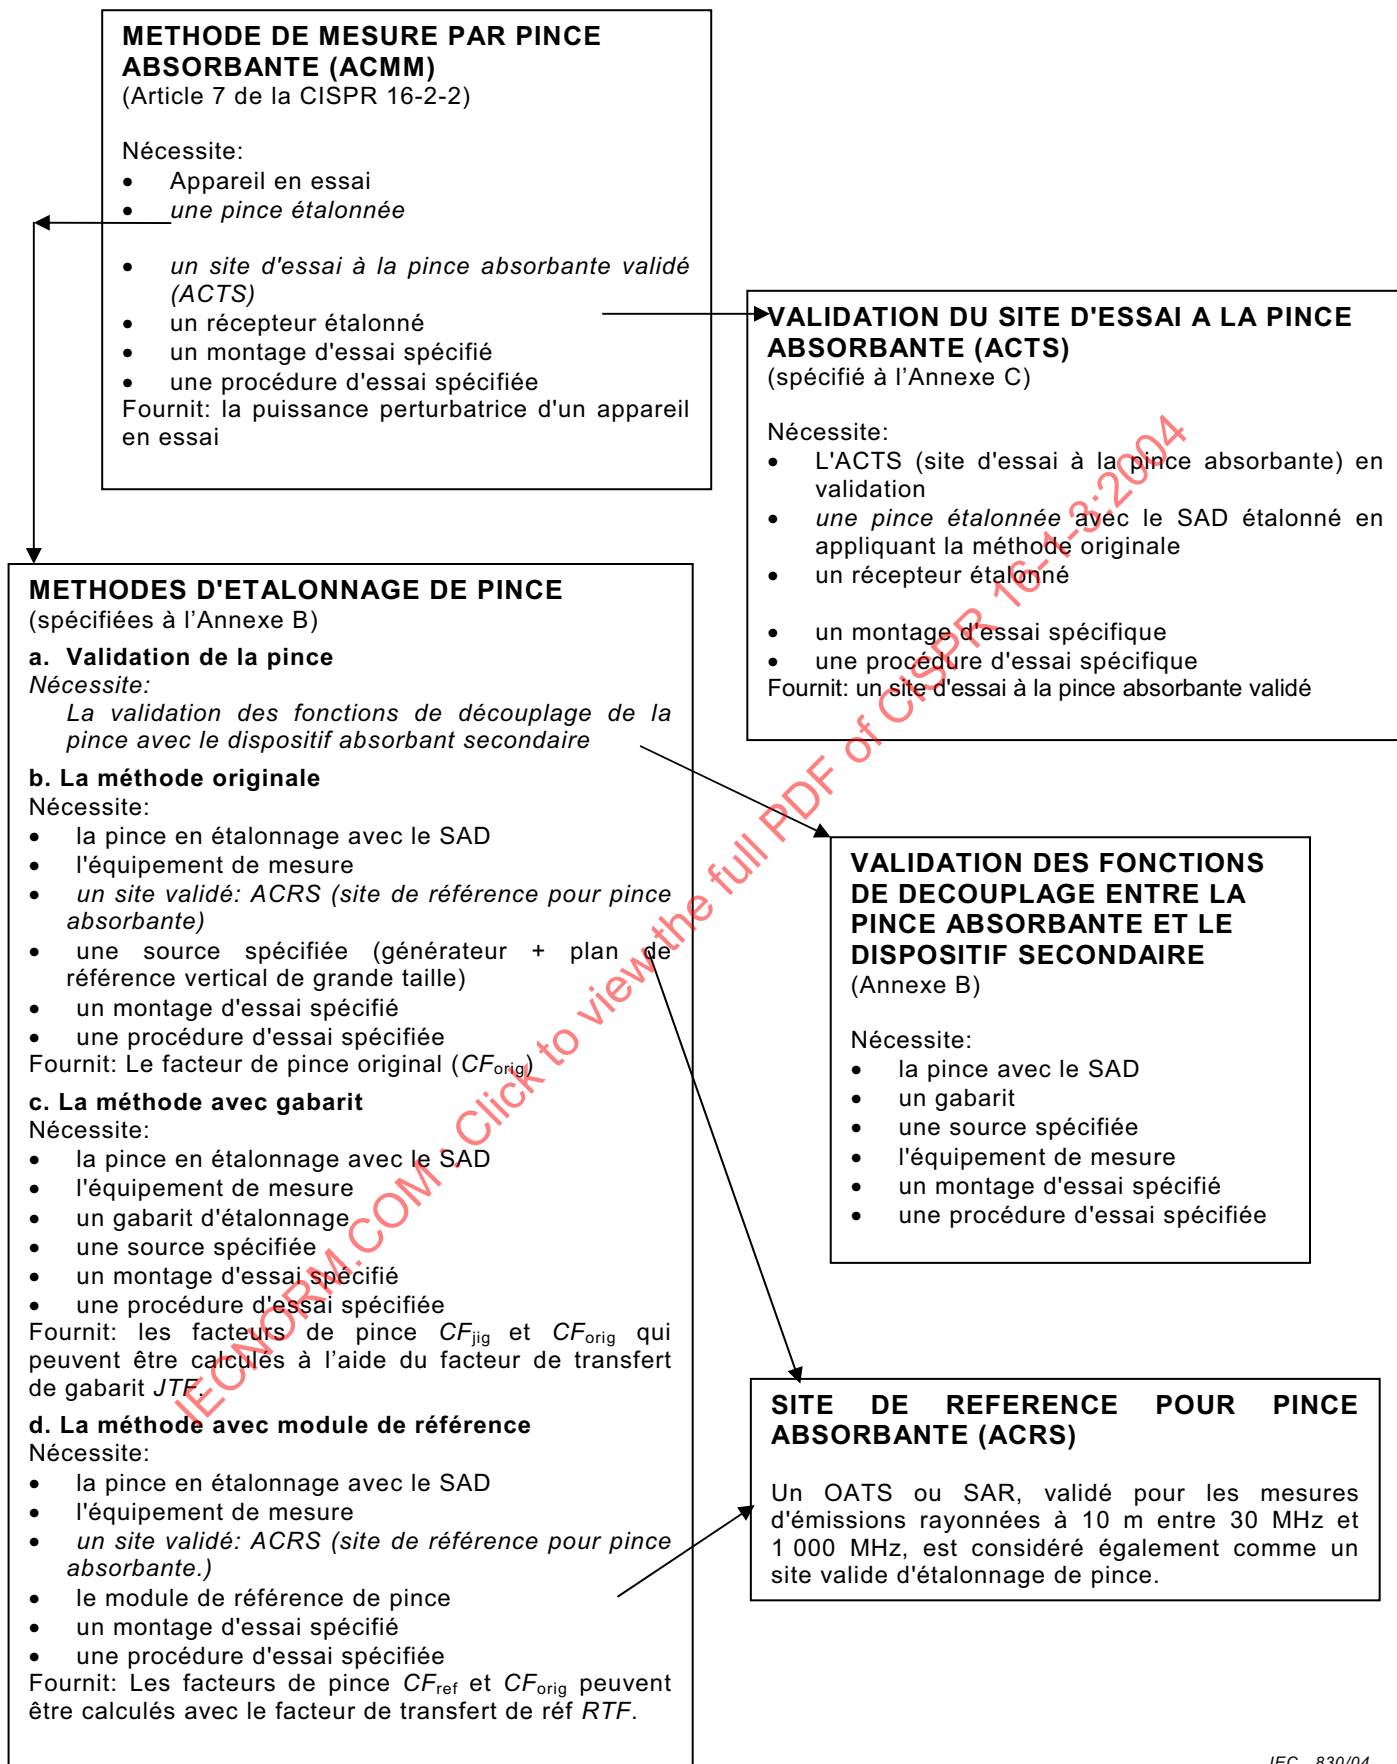 METHODE DE MESURE PAR PINCE
ABSORBANTE (ACMM)
(Article 7 de la CISPR 16-2-2)
Nécessite:
• Appareil en essai
• une pince étalonnée
• un site d'essai à la pince absorbante validé
(ACTS)
• un récepteur étalonné
• un montage d'essai spécifié
• une procédure d'essai spécifiée
Fournit: la puissance perturbatrice d'un appareil
en essai
VALIDATION DU SITE D'ESSAI A LA PINCE
ABSORBANTE (ACTS)
(spécifié à l'Annexe C)
Nécessite:
• L'ACTS (site d'essai à la pince absorbante) en
validation
• une pince étalonnée avec le SAD étalonné en
appliquant la méthode originale
• un récepteur étalonné
• un montage d'essai spécifique
• une procédure d'essai spécifique
Fournit: un site d'essai à la pince absorbante validé
METHODES D'ETALONNAGE DE PINCE
(spécifiées à l'Annexe B)
a. Validation de la pince
Nécessite:
La validation des fonctions de découplage de la
pince avec le dispositif absorbant secondaire
b. La méthode originale
Nécessite:
• la pince en étalonnage avec le SAD
• l'équipement de mesure
• un site validé: ACRS (site de référence pour pince
absorbante)
• une source spécifiée (générateur + plan de
référence vertical de grande taille)
• un montage d'essai spécifié
• une procédure d'essai spécifiée
Fournit: Le facteur de pince original (CForig)
c. La méthode avec gabarit
Nécessite:
• la pince en étalonnage avec le SAD
• l'équipement de mesure
• un gabarit d'étalonnage
• une source spécifiée
• un montage d'essai spécifié
• une procédure d'essai spécifiée
Fournit: les facteurs de pince CFjig et CForig qui
peuvent être calculés à l'aide du facteur de transfert
de gabarit JTF.
d. La méthode avec module de référence
Nécessite:
• la pince en étalonnage avec le SAD
• l'équipement de mesure
• un site validé: ACRS (site de référence pour pince
absorbante.)
• le module de référence de pince
• un montage d'essai spécifié
• une procédure d'essai spécifiée
Fournit: Les facteurs de pince CFref et CForig peuvent
être calculés avec le facteur de transfert de réf RTF.
VALIDATION DES FONCTIONS
DE DECOUPLAGE ENTRE LA
PINCE ABSORBANTE ET LE
DISPOSITIF SECONDAIRE
(Annexe B)
Nécessite:
• la pince avec le SAD
• un gabarit
• une source spécifiée
• l'équipement de mesure
• un montage d'essai spécifié
• une procédure d'essai spécifiée
SITE DE REFERENCE POUR PINCE
ABSORBANTE (ACRS)
Un OATS ou SAR, validé pour les mesures
d'émissions rayonnées à 10 m entre 30 MHz et
1 000 MHz, est considéré également comme un
site valide d'étalonnage de pince.
IEC 830/04
IECNORM.COM : Click to view the full PDF of CISPR 16-1-3:2004